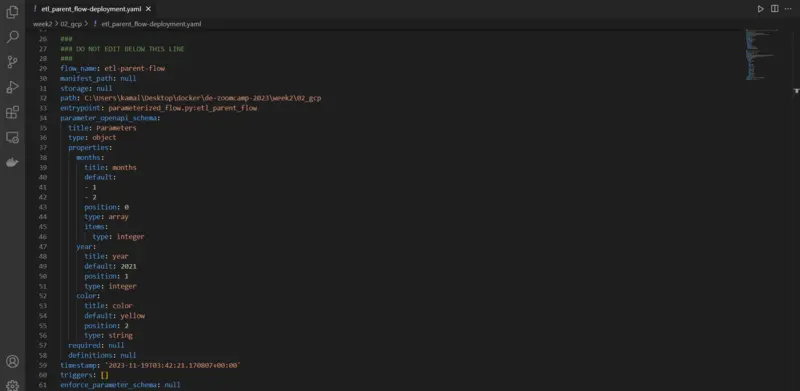 etl_parent_flow-deployment.yaml
week2 > 02_gcp > etl_parent_flow-deployment.yaml
26 ###
27 ### DO NOT EDIT BELOW THIS LINE
28 ###
29 flow_name: etl-parent-flow
30 manifest_path: null
31 storage: null
32 path: C:\Users\kamal\Desktop\docker\de-zoomcamp-2023\week2\02_gcp
33 entrypoint: parameterized_flow.py:etl_parent_flow
34 parameter_openapi_schema:
35 title: Parameters
36 type: object
37 properties:
38 months:
39 title: months
40 default:
41 - 1
42 - 2
43 position: 0
44 type: array
45 items:
46 type: integer
47 year:
48 title: year
49 default: 2021
50 position: 1
51 type: integer
52 color:
53 title: color
54 default: yellow
55 position: 2
56 type: string
57 required: null
58 definitions: null
59 timestamp: '2023-11-19T03:42:21.170807+00:00'
60 triggers: []
61 enforce_parameter_schema: null